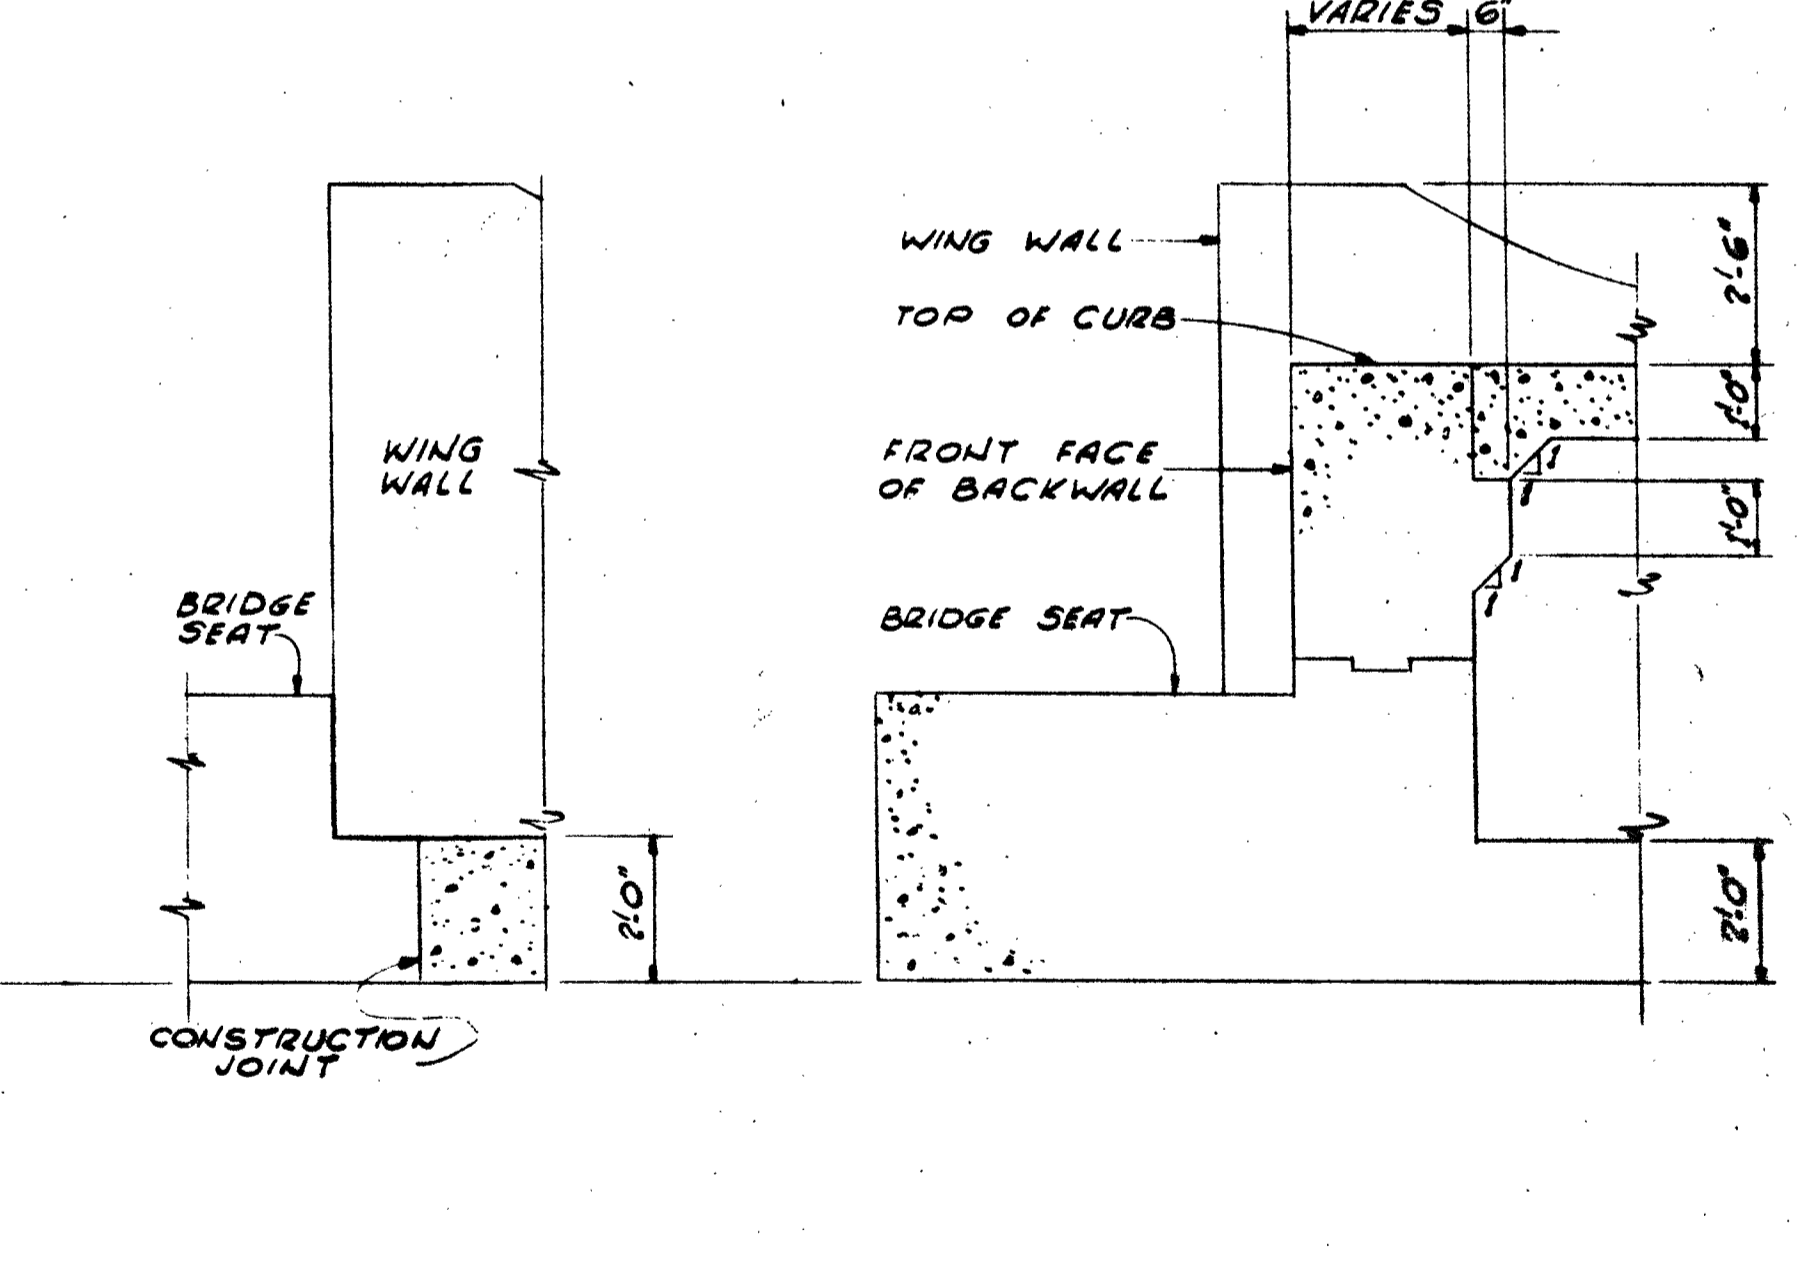 VARIES 6"
WING WALL
TOP OF CURB
2'-6"
1'-0"
WING
WALL
FRONT FACE
OF BACKWALL
1
1
1'-0"
BRIDGE
SEAT
BRIDGE SEAT
1
1
2'-0"
2'-0"
CONSTRUCTION
JOINT